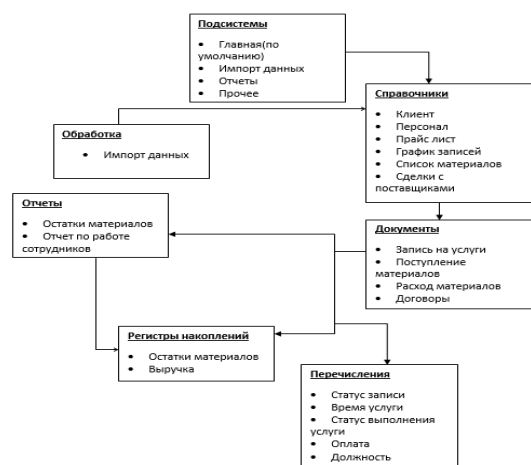 Подсистемы
• Главная(по
умолчанию)
• Импорт данных
• Отчеты
• Прочее
Справочники
• Клиент
• Персонал
• Прайс лист
• График записей
• Список материалов
• Сделки с
поставщиками
Обработка
• Импорт данных
Отчеты
• Остатки материалов
• Отчет по работе
сотрудников
Документы
• Запись на услуги
• Поступление
материалов
• Расход материалов
• Договоры
Регистры накоплений
• Остатки материалов
• Выручка
Перечисления
• Статус записи
• Время услуги
• Статус выполнения
услуги
• Оплата
• Должность